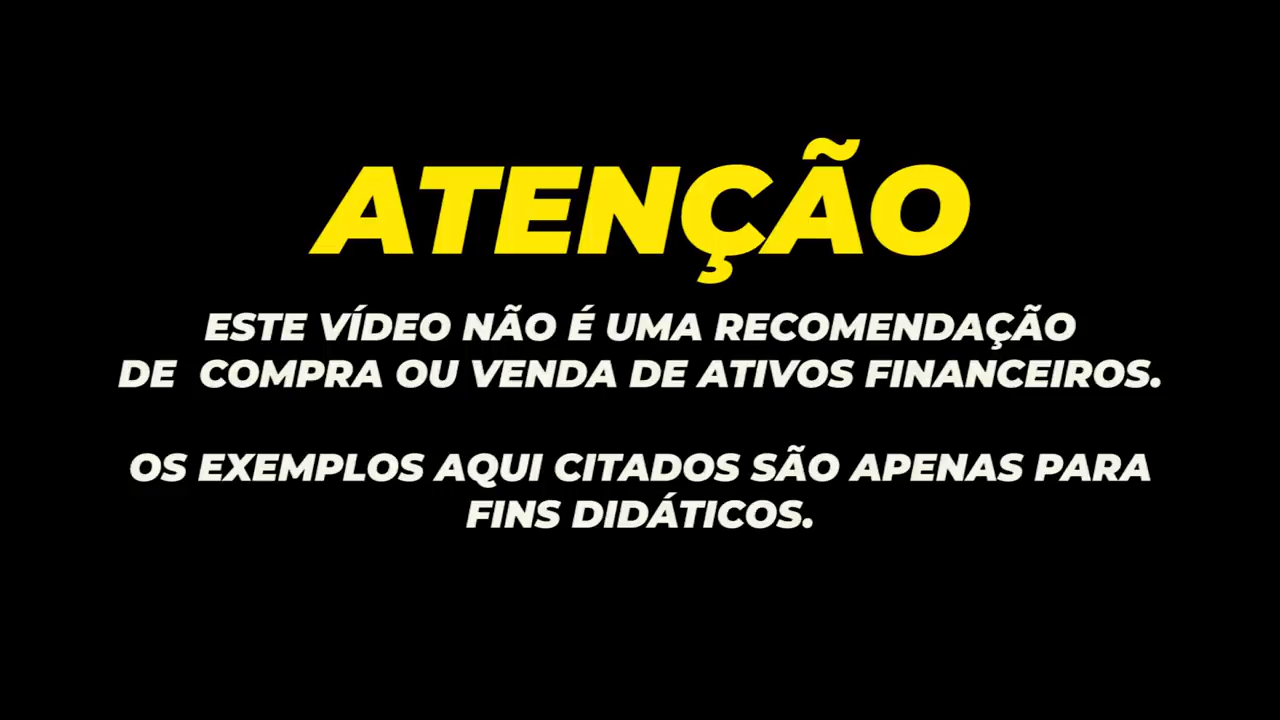 ATENÇÃO
ESTE VÍDEO NÃO É UMA RECOMENDAÇÃO
DE  COMPRA OU VENDA DE ATIVOS FINANCEIROS.
OS EXEMPLOS AQUI CITADOS SÃO APENAS PARA
FINS DIDÁTICOS.